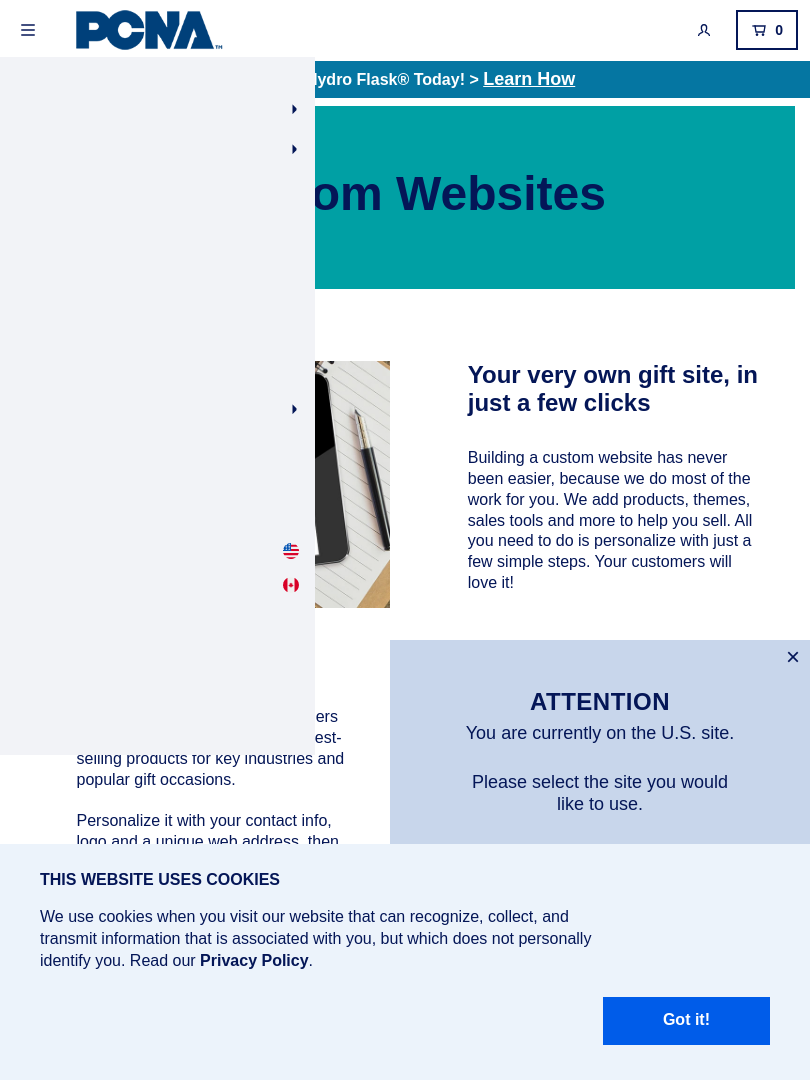 PCNA™
0
Hydro Flask® Today! > Learn How
om Websites
Your very own gift site, in
just a few clicks
Building a custom website has never
been easier, because we do most of the
work for you. We add products, themes,
sales tools and more to help you sell. All
you need to do is personalize with just a
few simple steps. Your customers will
love it!
ers
est-
selling products for key industries and
popular gift occasions.
Personalize it with your contact info,
logo and a unique web address, then
ATTENTION
You are currently on the U.S. site.
Please select the site you would
like to use.
THIS WEBSITE USES COOKIES
We use cookies when you visit our website that can recognize, collect, and
transmit information that is associated with you, but which does not personally
identify you. Read our Privacy Policy.
Got it!